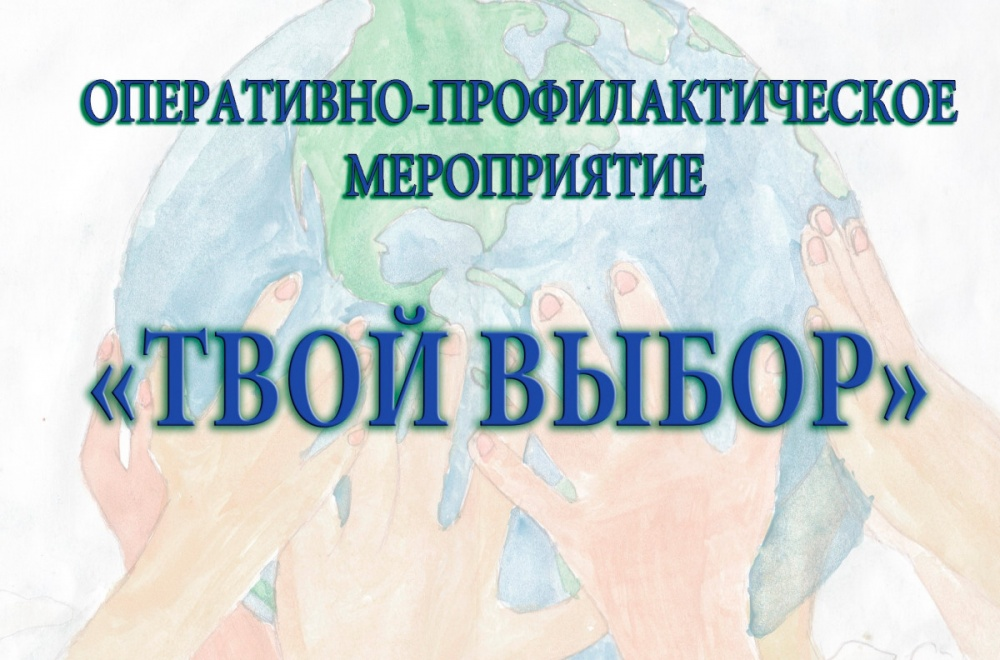 ОПЕРАТИВНО-ПРОФИЛАКТИЧЕСКОЕ
МЕРОПРИЯТИЕ
«ТВОЙ ВЫБОР»